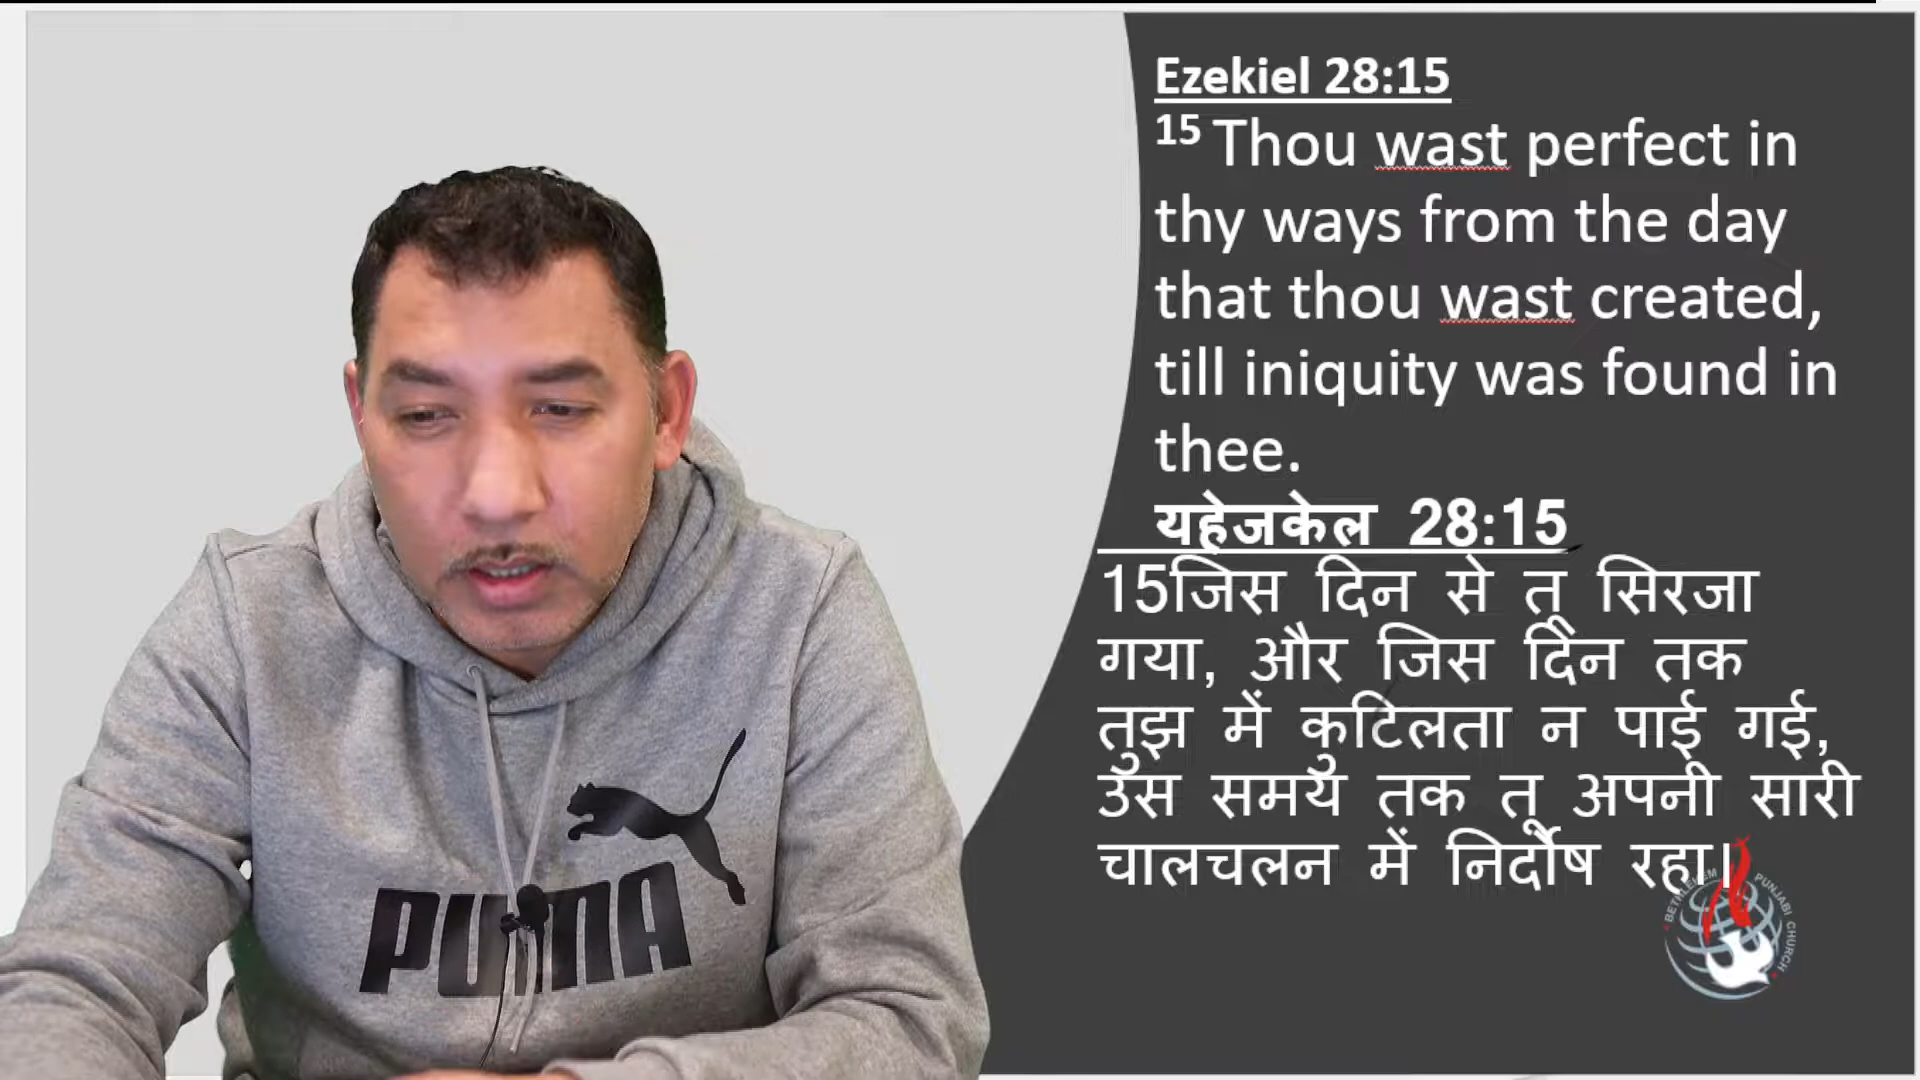 Ezekiel 28:15
15 Thou wast perfect in
thy ways from the day
that thou wast created,
till iniquity was found in
thee.
यहेजकेल 28:15
15जिस दिन से तू सिरजा
गया, और जिस दिन तक
तुझ में कुटिलता न पाई गई,
उस समय तक तू अपनी सारी
चालचलन में निर्दोष रहा।
BETHLEHEM PUNJABI CHURCH
PUMA